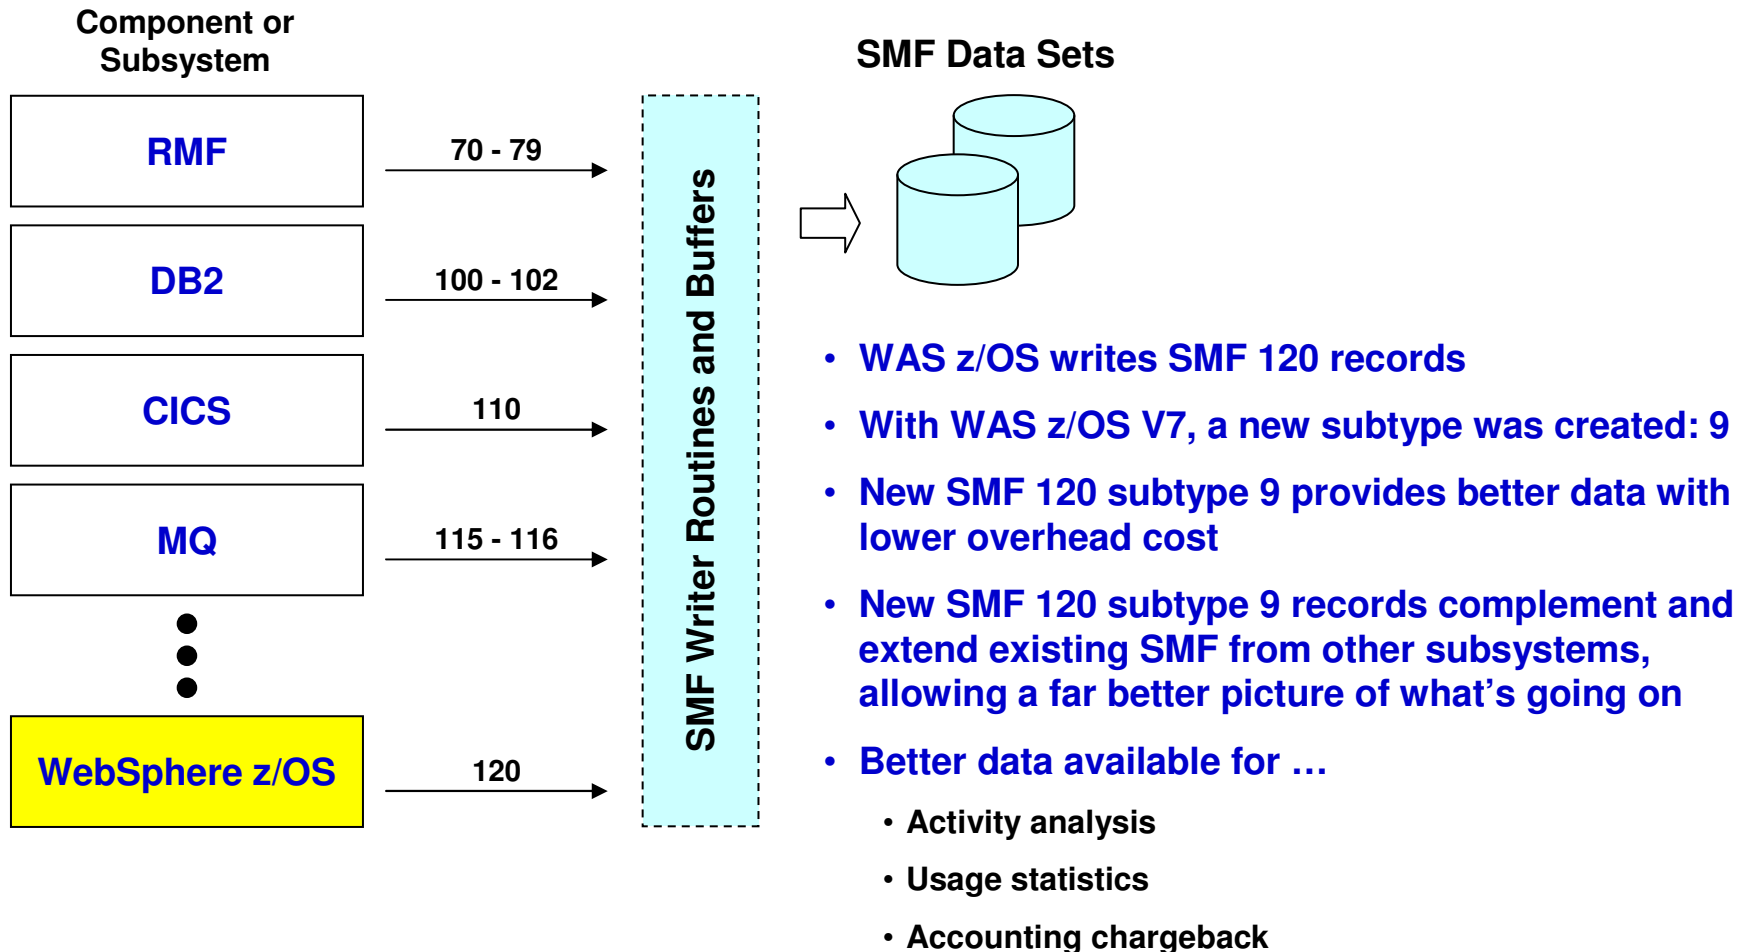 Component or
Subsystem
SMF Data Sets
RMF
70 - 79
DB2
100 - 102
CICS
110
MQ
115 - 116
WebSphere z/OS
120
SMF Writer Routines and Buffers
• WAS z/OS writes SMF 120 records
• With WAS z/OS V7, a new subtype was created: 9
• New SMF 120 subtype 9 provides better data with
lower overhead cost
• New SMF 120 subtype 9 records complement and
extend existing SMF from other subsystems,
allowing a far better picture of what’s going on
• Better data available for …
• Activity analysis
• Usage statistics
• Accounting chargeback